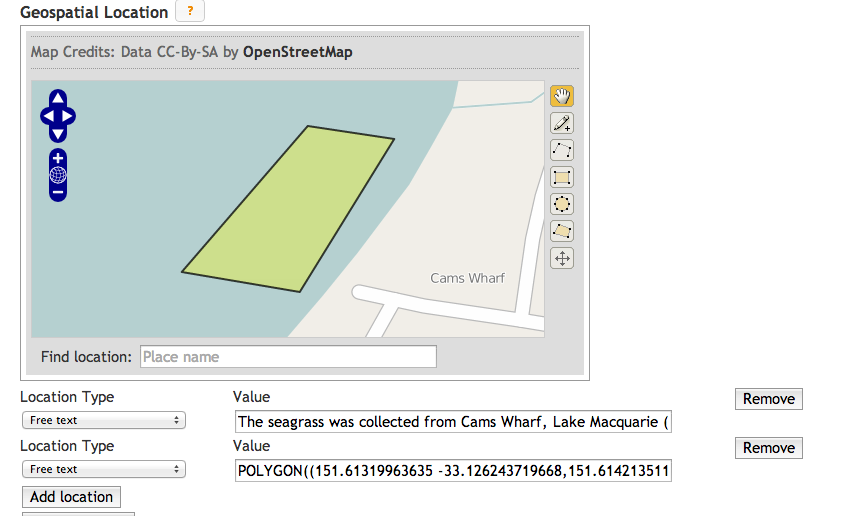 Geospatial Location ?
Map Credits: Data CC-By-SA by OpenStreetMap
Cams Wharf
Find location: Place name
Location Type Value Remove
Free text The seagrass was collected from Cams Wharf, Lake Macquarie (
Location Type Value Remove
Free text POLYGON((151.61319963635 -33.126243719668,151.614213511
Add location